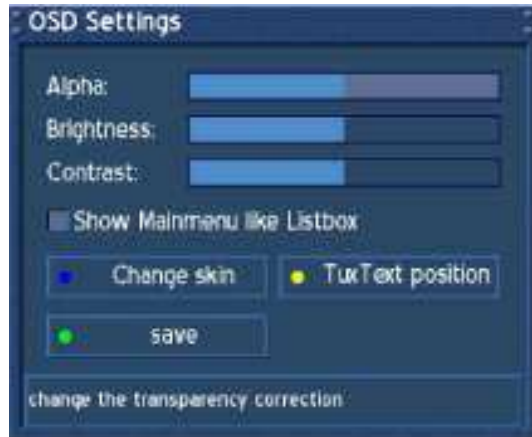 OSD Settings
Alpha:
Brightness:
Contrast:
Show Mainmenu like Listbox
Change skin
TuxText position
save
change the transparency correction